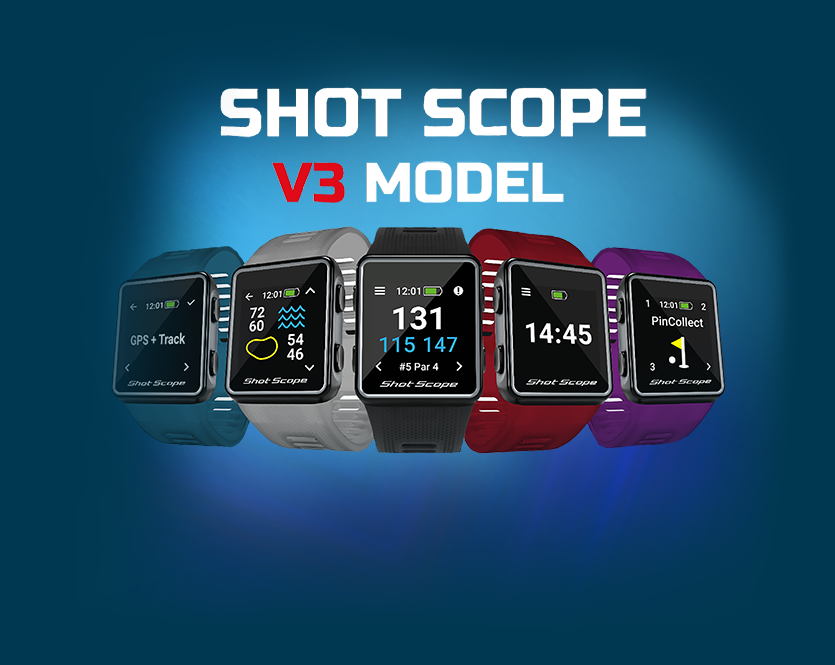 SHOT SCOPE
V3 MODEL
12:01
GPS + Track
Shot Scope
12:01
72
60
54
46
Shot Scope
12:01
131
115 147
#5 Par 4
Shot Scope
14:45
Shot Scope
1 12:01 2
PinCollect
3
Shot Scope